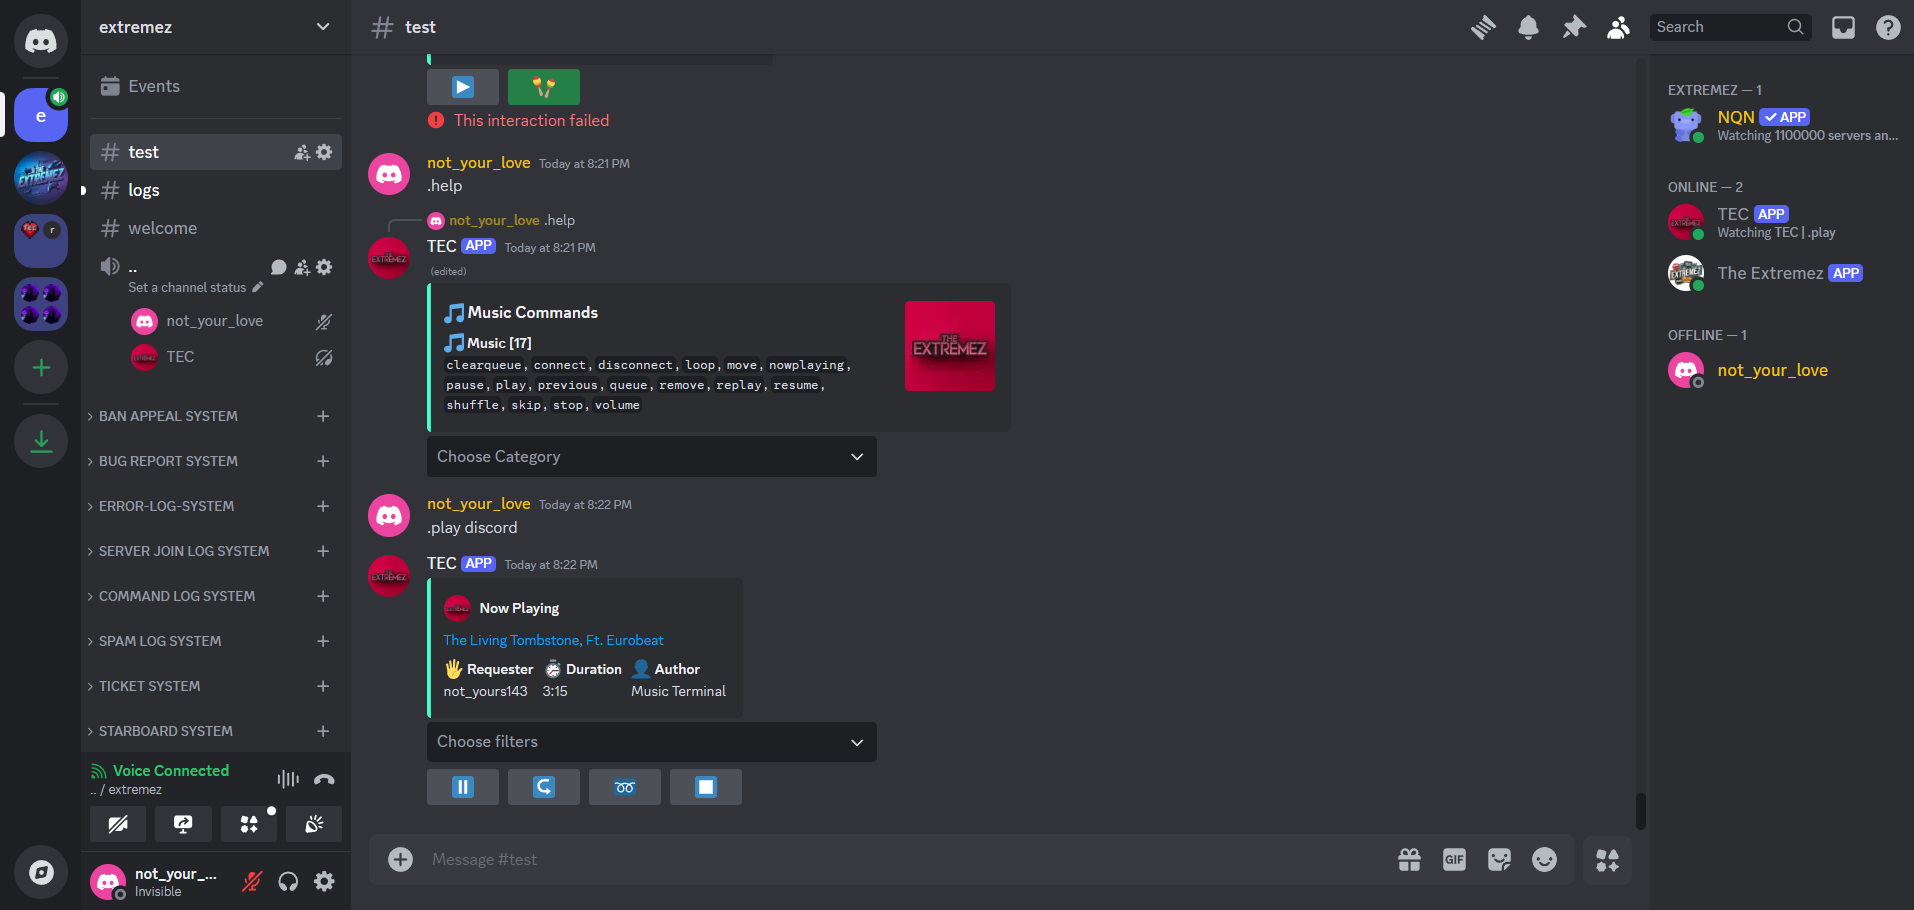 extremez
Events
test
logs
welcome
..
Set a channel status
not_your_love
TEC
BAN APPEAL SYSTEM
BUG REPORT SYSTEM
ERROR-LOG-SYSTEM
SERVER JOIN LOG SYSTEM
COMMAND LOG SYSTEM
SPAM LOG SYSTEM
TICKET SYSTEM
STARBOARD SYSTEM
Voice Connected
.. / extremez
not_your_...
Invisible
e
THE EXTREMEZ
TEC r
test
Search
This interaction failed
not_your_love Today at 8:21 PM
.help
not_your_love .help
TEC APP Today at 8:21 PM
(edited)
Music Commands
Music [17]
clearqueue, connect, disconnect, loop, move, nowplaying,
pause, play, previous, queue, remove, replay, resume,
shuffle, skip, stop, volume
THE
EXTREMEZ
Choose Category
not_your_love Today at 8:22 PM
.play discord
TEC APP Today at 8:22 PM
Now Playing
The Living Tombstone, Ft. Eurobeat
Requester Duration Author
not_yours143 3:15 Music Terminal
Choose filters
Message #test
GIF
EXTREMEZ — 1
NQN APP
Watching 1100000 servers an...
ONLINE — 2
TEC APP
Watching TEC | .play
The Extremez APP
OFFLINE — 1
not_your_love